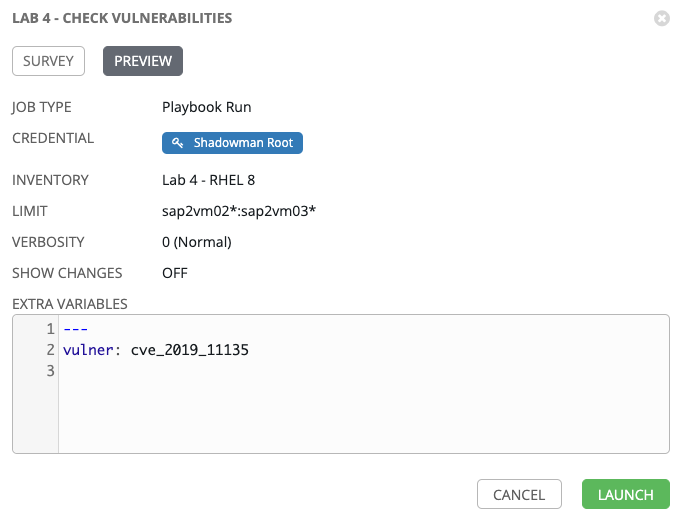 LAB 4 - CHECK VULNERABILITIES
SURVEY PREVIEW
JOB TYPE Playbook Run
CREDENTIAL Shadowman Root
INVENTORY Lab 4 - RHEL 8
LIMIT sap2vm02*:sap2vm03*
VERBOSITY 0 (Normal)
SHOW CHANGES OFF
EXTRA VARIABLES
1 ---
2 vulner: cve_2019_11135
3
CANCEL LAUNCH